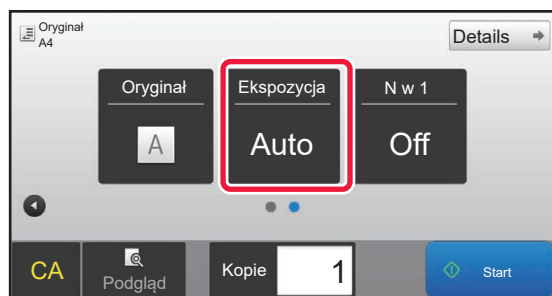 Oryginał
A4
Details
Oryginał
Ekspozycja
N w 1
A
Auto
Off
CA
Podgląd
Kopie
1
Start